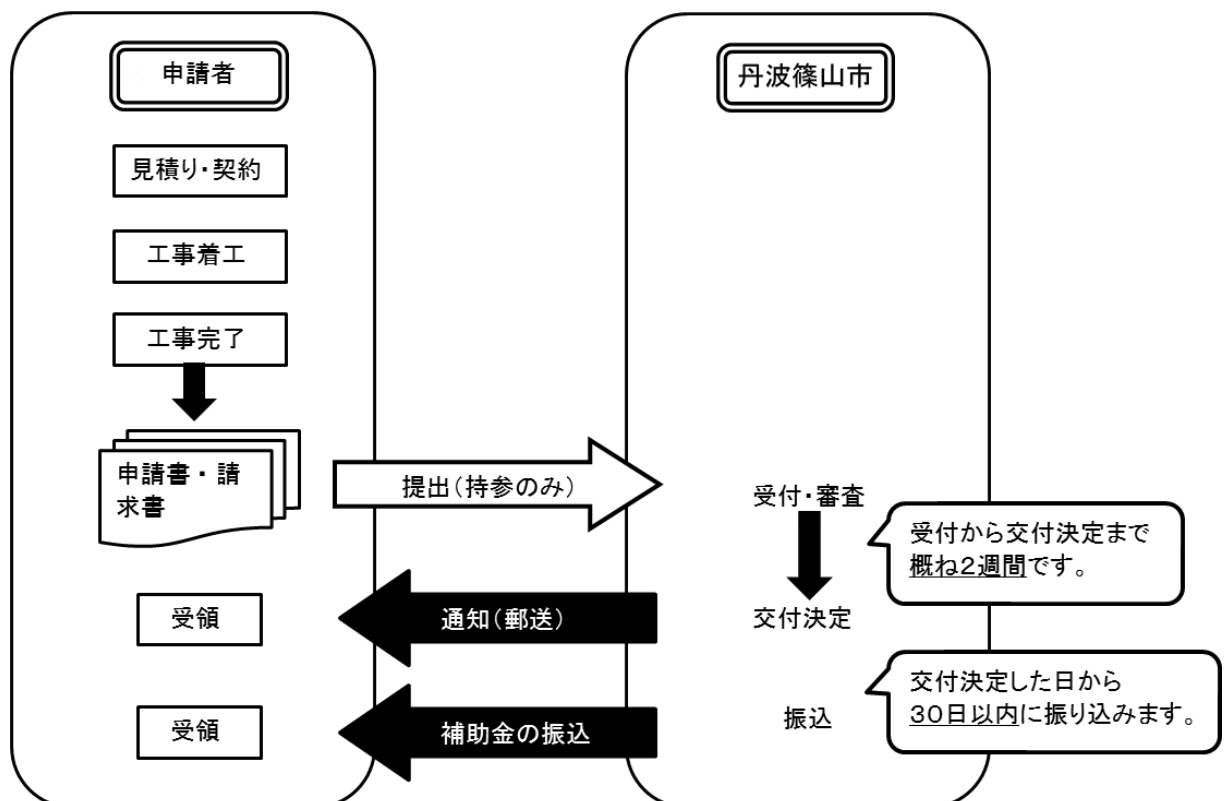 申請者
丹波篠山市
見積り・契約
工事着工
工事完了
申請書・請
求書
提出(持参のみ)
受付・審査
受付から交付決定まで
概ね2週間です。
受領
通知(郵送)
交付決定
交付決定した日から
30日以内に振り込みます。
受領
補助金の振込
振込